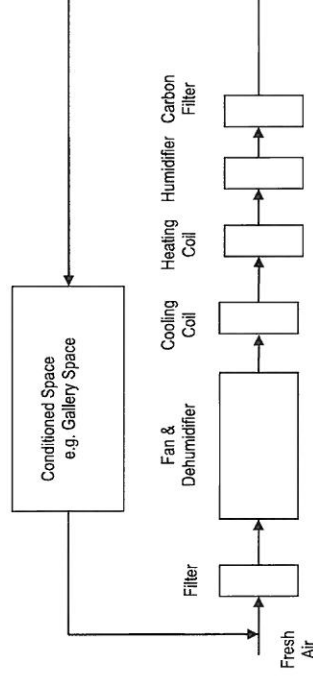 Conditioned Space
e.g. Gallery Space
Fresh
Air
Filter
Fan &
Dehumidifier
Cooling
Coil
Heating
Coil
Humidifier
Carbon
Filter